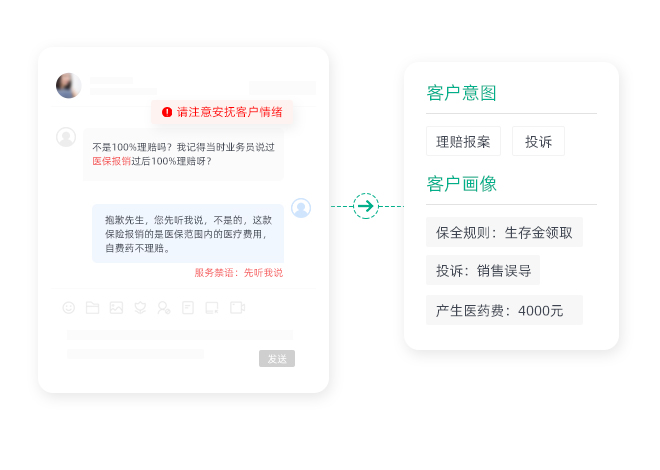 请注意安抚客户情绪
不是100%理赔吗？我记得当时业务员说过
医保报销过后100%理赔呀？
抱歉先生，您先听我说，不是的，这款
保险报销的是医保范围内的医疗费用，
自费药不理赔。
服务禁语：先听我说
发送
客户意图
理赔报案
投诉
客户画像
保全规则：生存金领取
投诉：销售误导
产生医药费：4000元